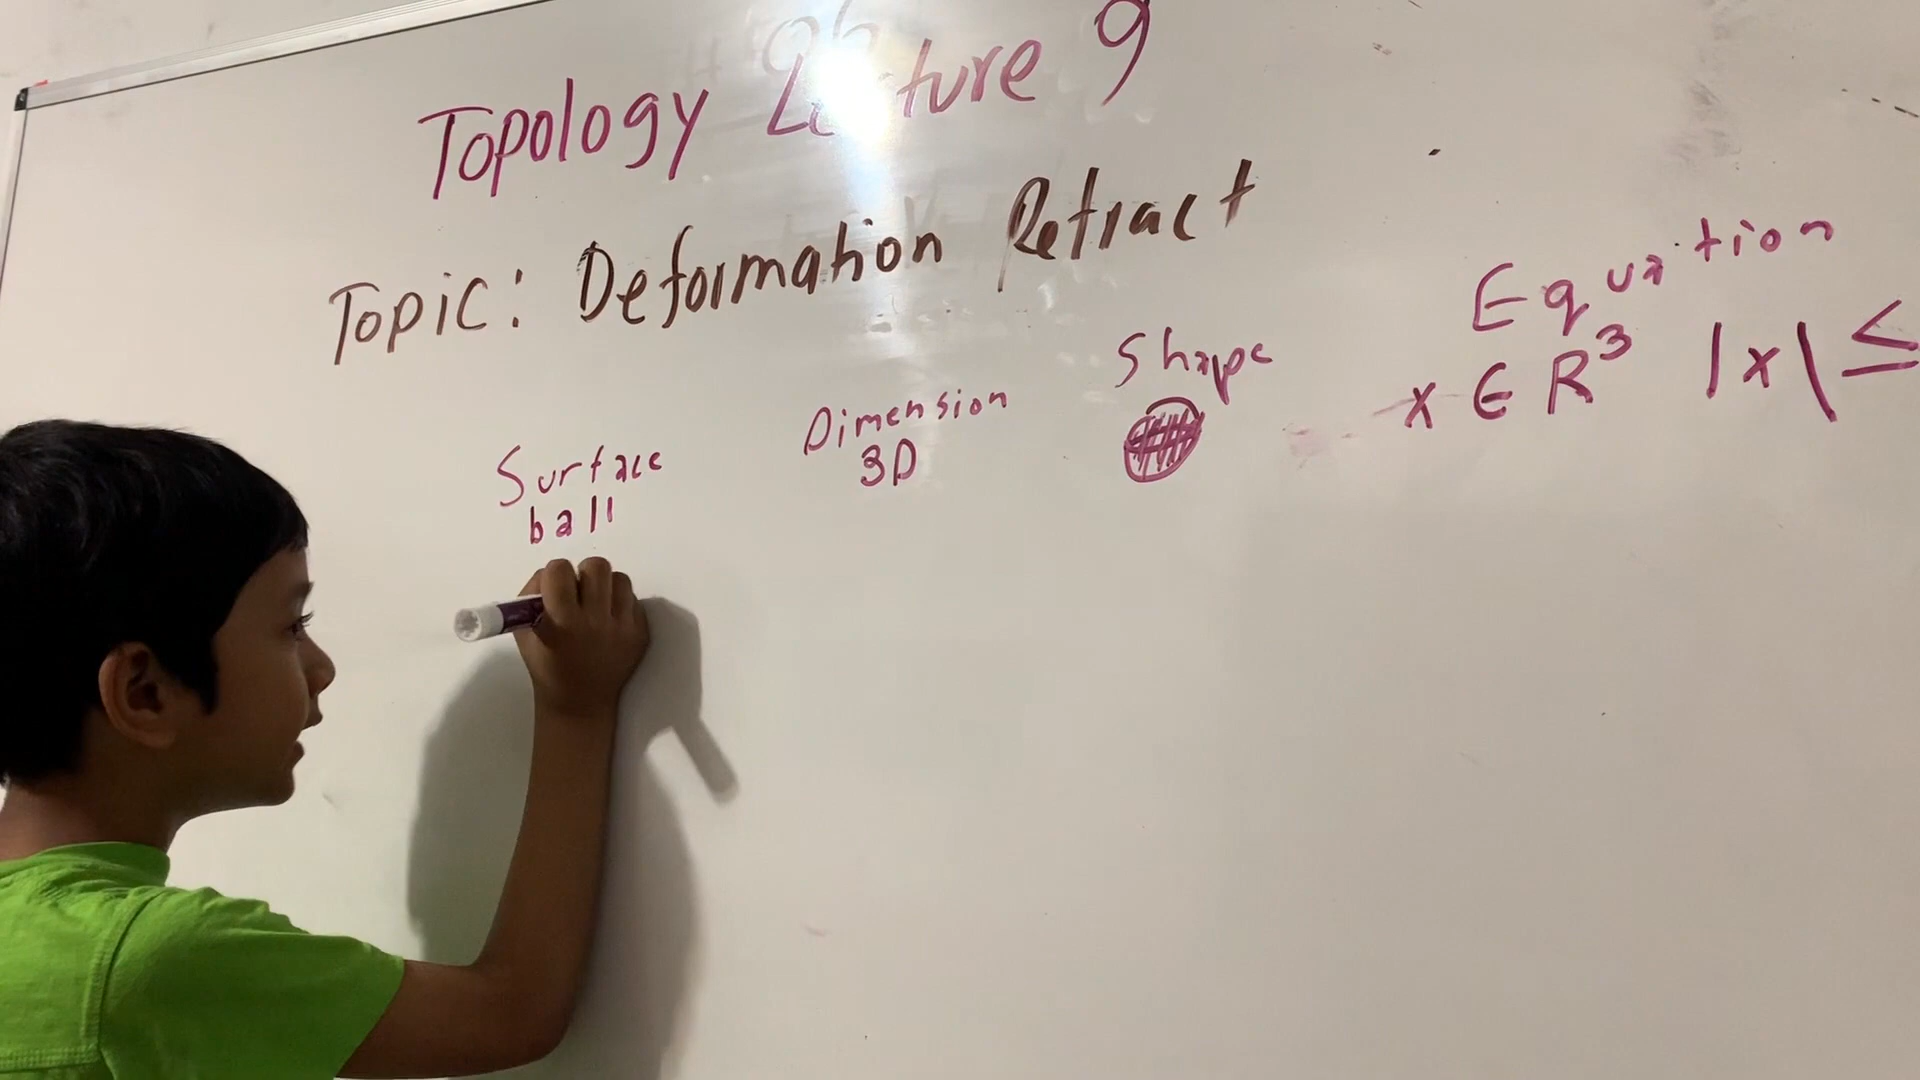 Topology Lecture 9
Topic: Deformation Retract
Surface Dimension Shape Equation
ball 3D x ∈ R³ |x| ≤